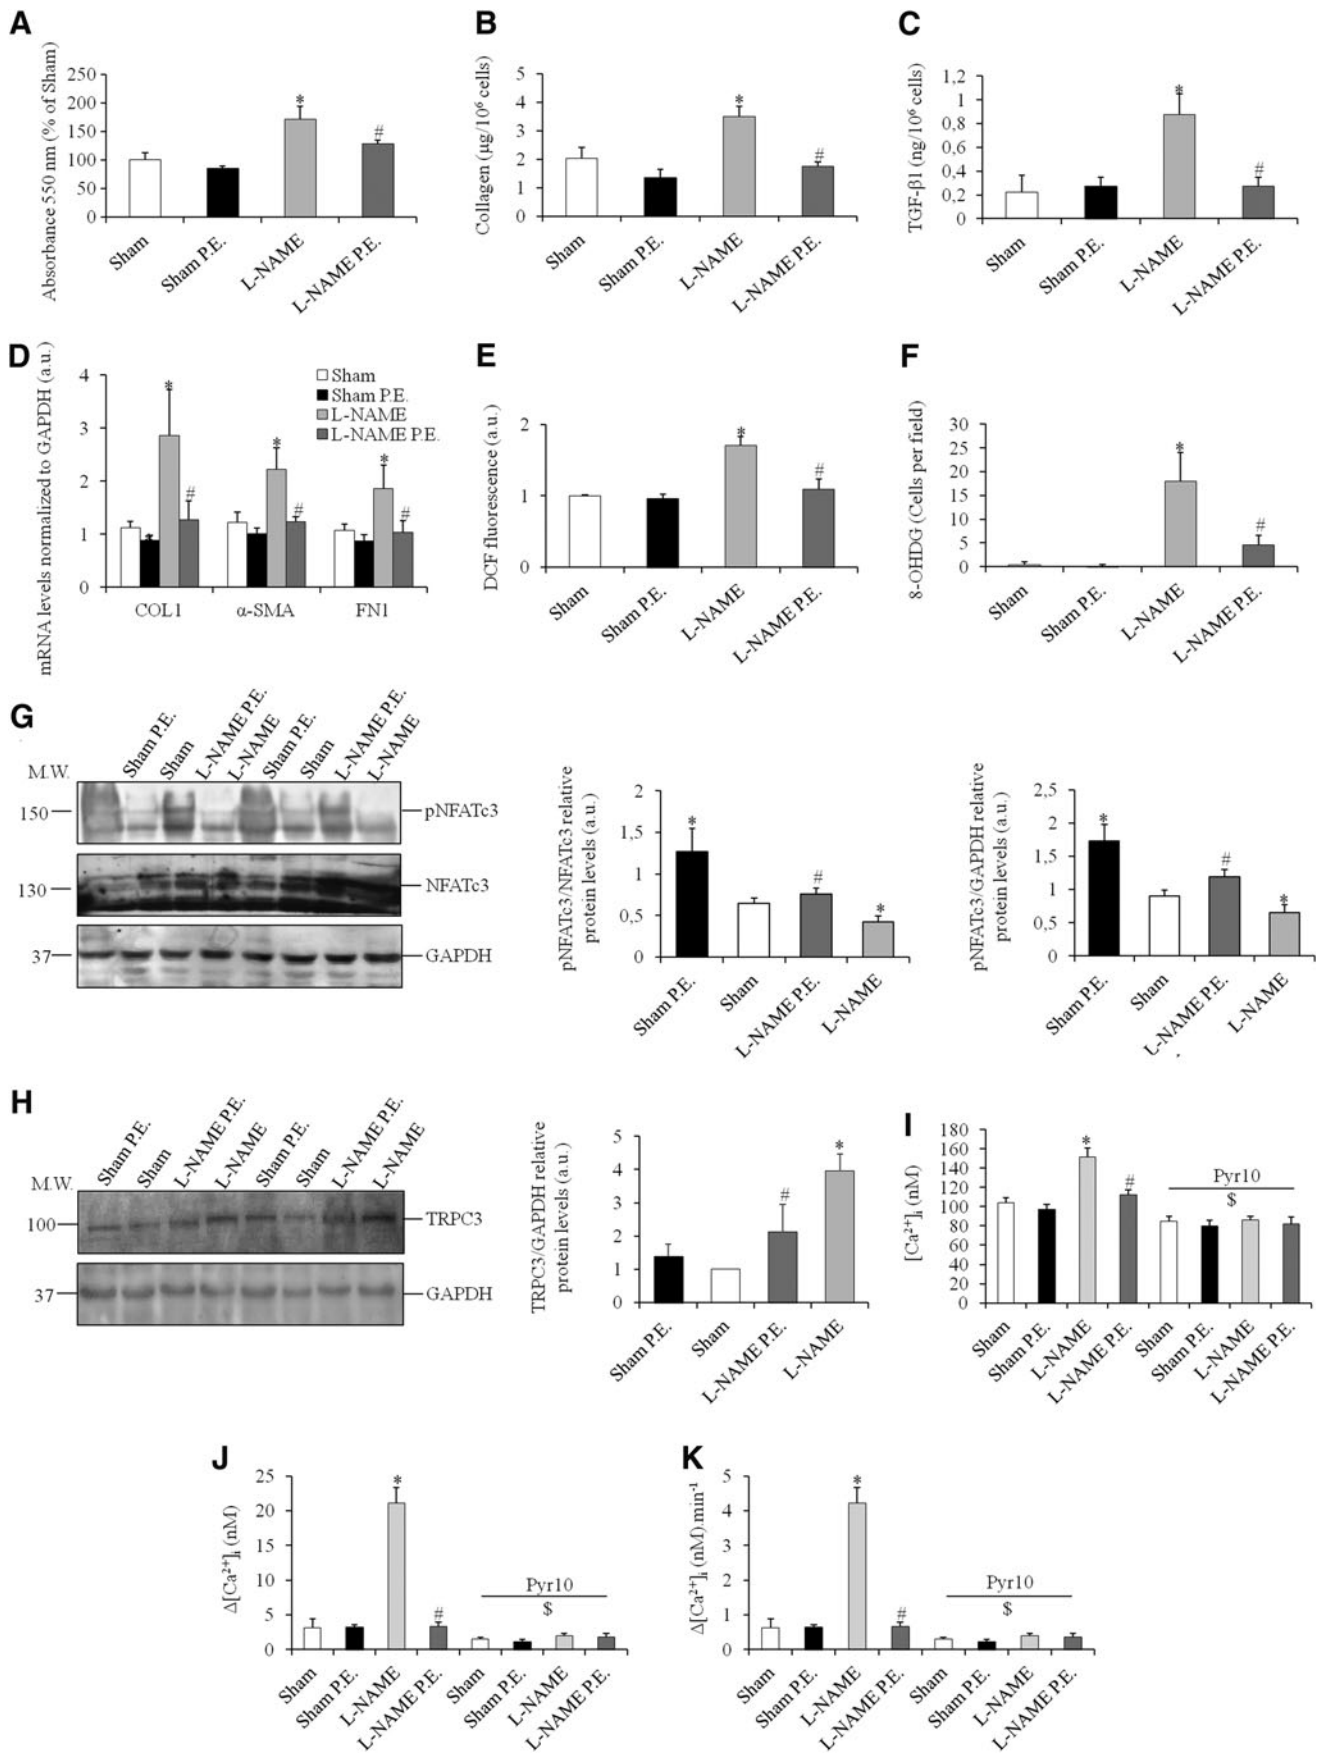 A
Absorbance 550 nm (% of Sham)
250
200
150
100
50
0
Sham
Sham P.E.
L-NAME
L-NAME P.E.
*
#
B
Collagen (µg/10⁶ cells)
5
4
3
2
1
0
Sham
Sham P.E.
L-NAME
L-NAME P.E.
*
#
C
TGF-β1 (ng/10⁶ cells)
1,2
1
0,8
0,6
0,4
0,2
0
Sham
Sham P.E.
L-NAME
L-NAME P.E.
*
#
D
mRNA levels normalized to GAPDH (a.u.)
4
3
2
1
0
Sham
Sham P.E.
L-NAME
L-NAME P.E.
*
#
*
#
*
#
COL1
α-SMA
FN1
E
DCF fluorescence (a.u.)
2
1
0
Sham
Sham P.E.
L-NAME
L-NAME P.E.
*
#
F
8-OHDG (Cells per field)
30
25
20
15
10
5
0
Sham
Sham P.E.
L-NAME
L-NAME P.E.
*
#
G
Sham P.E.
Sham
L-NAME P.E.
L-NAME
Sham P.E.
Sham
L-NAME P.E.
L-NAME
M.W.
150
pNFATc3
130
NFATc3
37
GAPDH
pNFATc3/NFATc3 relative
protein levels (a.u.)
2
1,5
1
0,5
0
*
#
*
Sham P.E.
Sham
L-NAME P.E.
L-NAME
pNFATc3/GAPDH relative
protein levels (a.u.)
2,5
2
1,5
1
0,5
0
*
#
*
Sham P.E.
Sham
L-NAME P.E.
L-NAME
H
Sham P.E.
Sham
L-NAME P.E.
L-NAME
Sham P.E.
Sham
L-NAME P.E.
L-NAME
M.W.
100
TRPC3
37
GAPDH
TRPC3/GAPDH relative
protein levels (a.u.)
5
4
3
2
1
0
#
*
Sham P.E.
Sham
L-NAME P.E.
L-NAME
I
[Ca²⁺]i (nM)
180
160
140
120
100
80
60
40
20
0
*
#
Pyr10
$
Sham
Sham P.E.
L-NAME
L-NAME P.E.
Sham
Sham P.E.
L-NAME
L-NAME P.E.
J
Δ[Ca²⁺]i (nM)
25
20
15
10
5
0
*
#
Pyr10
$
Sham
Sham P.E.
L-NAME
L-NAME P.E.
Sham
Sham P.E.
L-NAME
L-NAME P.E.
K
Δ[Ca²⁺]i (nM).min⁻¹
5
4
3
2
1
0
*
#
Pyr10
$
Sham
Sham P.E.
L-NAME
L-NAME P.E.
Sham
Sham P.E.
L-NAME
L-NAME P.E.